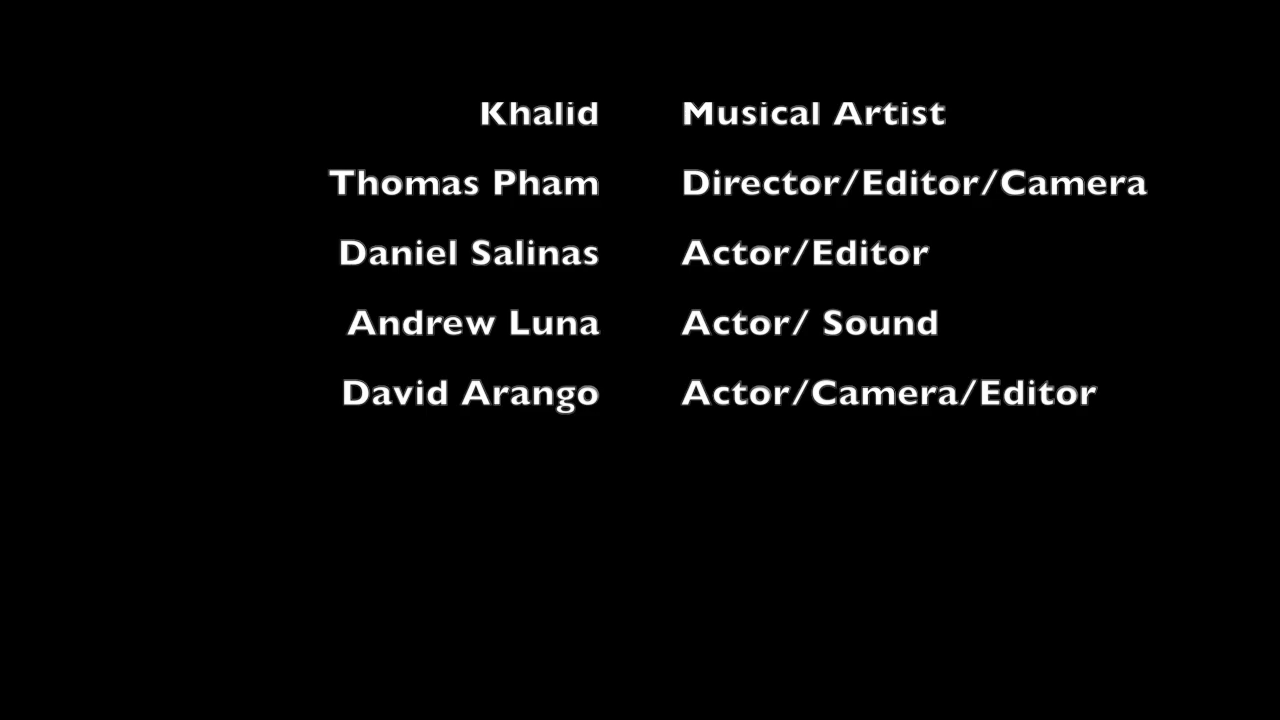 Khalid Musical Artist
Thomas Pham Director/Editor/Camera
Daniel Salinas Actor/Editor
Andrew Luna Actor/ Sound
David Arango Actor/Camera/Editor